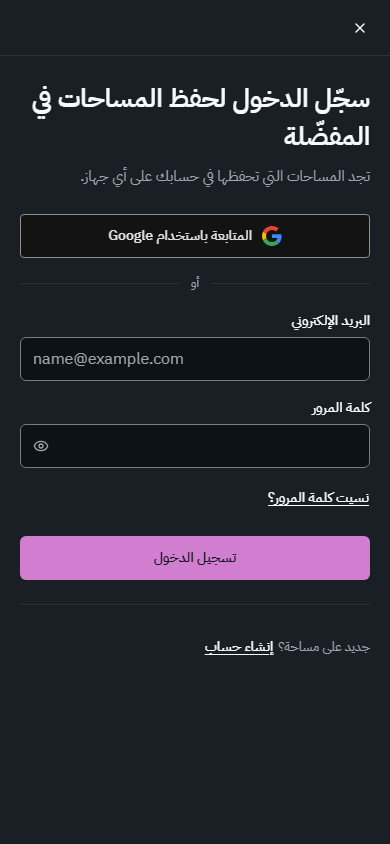 سجّل الدخول لحفظ المساحات في
المفضّلة
تجد المساحات التي تحفظها في حسابك على أي جهاز.
المتابعة باستخدام Google
أو
البريد الإلكتروني
name@example.com
كلمة المرور
نسيت كلمة المرور؟
تسجيل الدخول
جديد على مساحة؟ إنشاء حساب